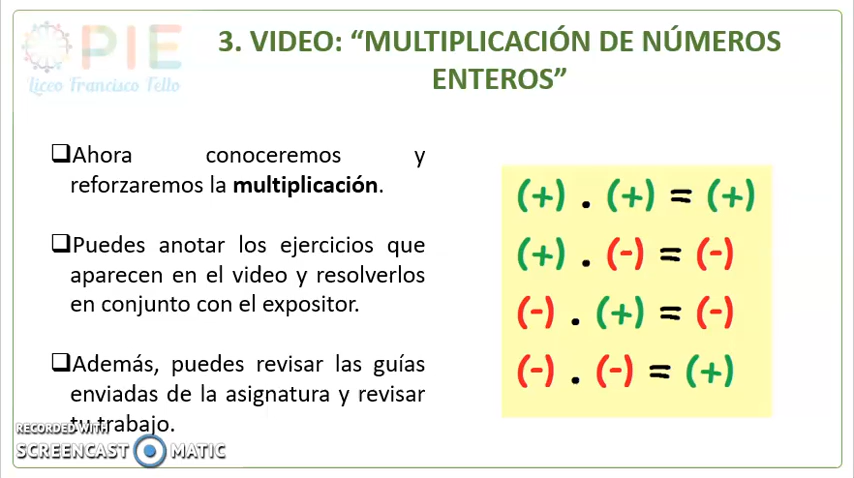 PIE
Liceo Francisco Tello
3. VIDEO: “MULTIPLICACIÓN DE NÚMEROS
ENTEROS”
Ahora conoceremos y
reforzaremos la multiplicación.
Puedes anotar los ejercicios que
aparecen en el video y resolverlos
en conjunto con el expositor.
Además, puedes revisar las guías
enviadas de la asignatura y revisar
tu trabajo.
(+) . (+) = (+)
(+) . (-) = (-)
(-) . (+) = (-)
(-) . (-) = (+)
RECORDED WITH
SCREENCAST MATIC